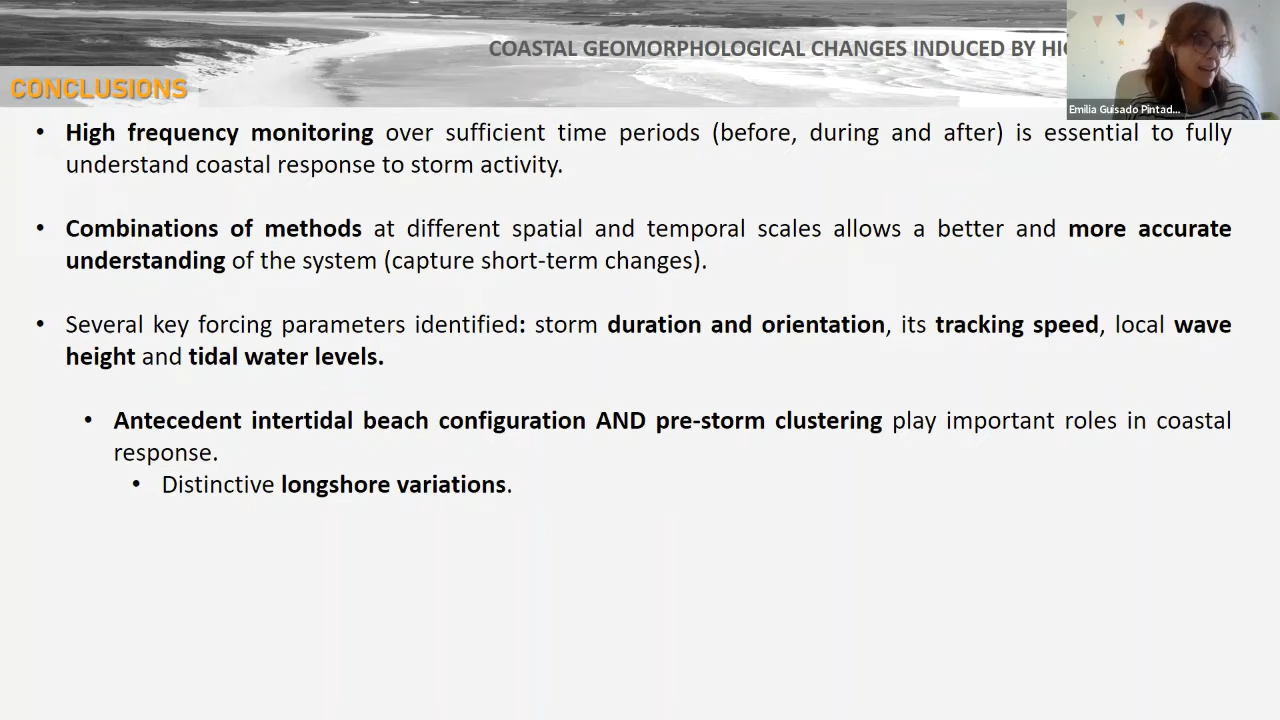 COASTAL GEOMORPHOLOGICAL CHANGES INDUCED BY
CONCLUSIONS
Emilia Guisado Pintad...
• High frequency monitoring over sufficient time periods (before, during and after) is essential to fully
understand coastal response to storm activity.
• Combinations of methods at different spatial and temporal scales allows a better and more accurate
understanding of the system (capture short-term changes).
• Several key forcing parameters identified: storm duration and orientation, its tracking speed, local wave
height and tidal water levels.
• Antecedent intertidal beach configuration AND pre-storm clustering play important roles in coastal
response.
• Distinctive longshore variations.